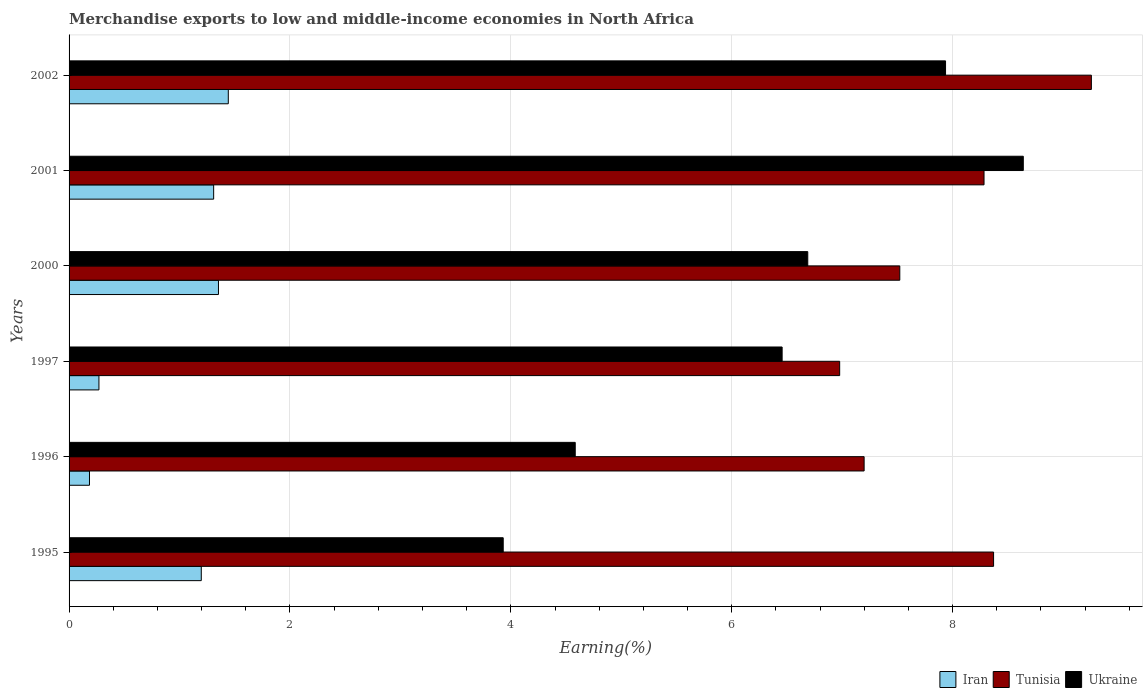 Merchandise exports to low and middle-income economies in North Africa
2002
2001
2000
1997
1996
1995
Years
0
2
4
6
8
Earning(%)
Iran
Tunisia
Ukraine